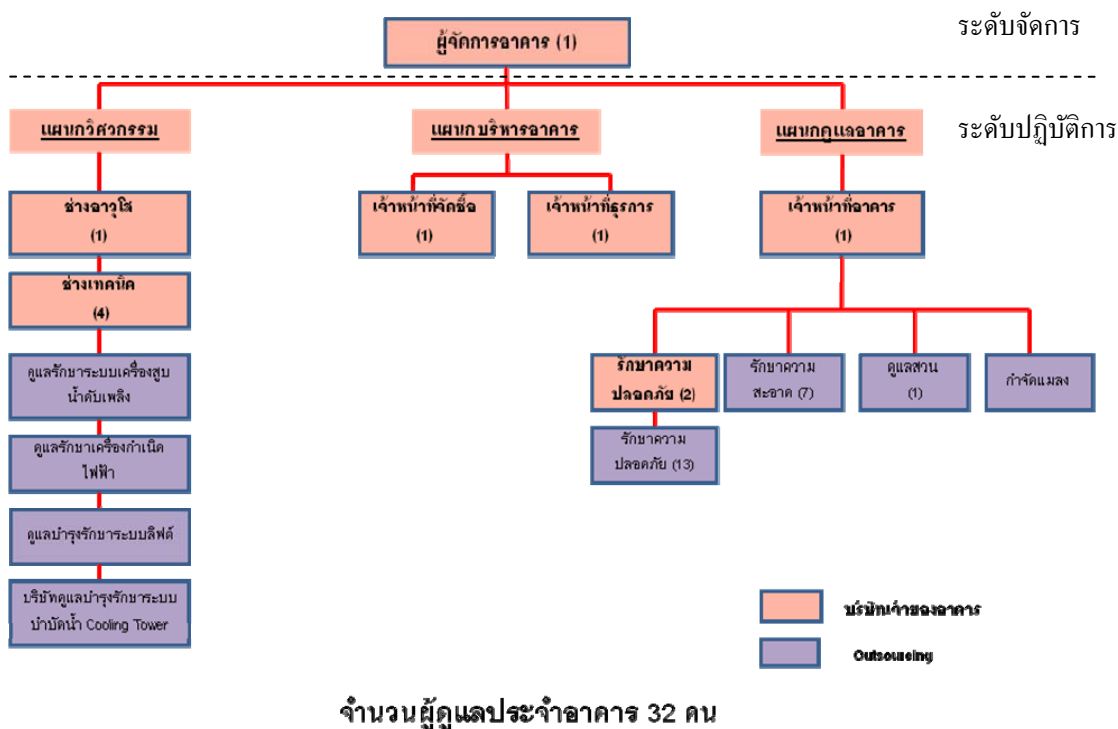 ผู้จัดการอาคาร (1)
ระดับจัดการ
แผนกวิศวกรรม
แผนกบริหารอาคาร
แผนกดูแลอาคาร
ระดับปฏิบัติการ
ช่างอาวุโส
(1)
เจ้าหน้าที่จัดซื้อ
(1)
เจ้าหน้าที่ธุรการ
(1)
เจ้าหน้าที่อาคาร
(1)
ช่างเทคนิค
(4)
ดูแลรักษาระบบเครื่องสูบ
น้ำดับเพลิง
รักษาความ
ปลอดภัย (2)
รักษาความ
สะอาด (7)
ดูแลสวน
(1)
กำจัดแมลง
ดูแลรักษาเครื่องกำเนิด
ไฟฟ้า
รักษาความ
ปลอดภัย (13)
ดูแลบำรุงรักษาระบบลิฟต์
บริษัทดูแลบำรุงรักษาระบบ
บำบัดน้ำ Cooling Tower
บริษัทเจ้าของอาคาร
Outsourcing
จำนวนผู้ดูแลประจำอาคาร 32 คน